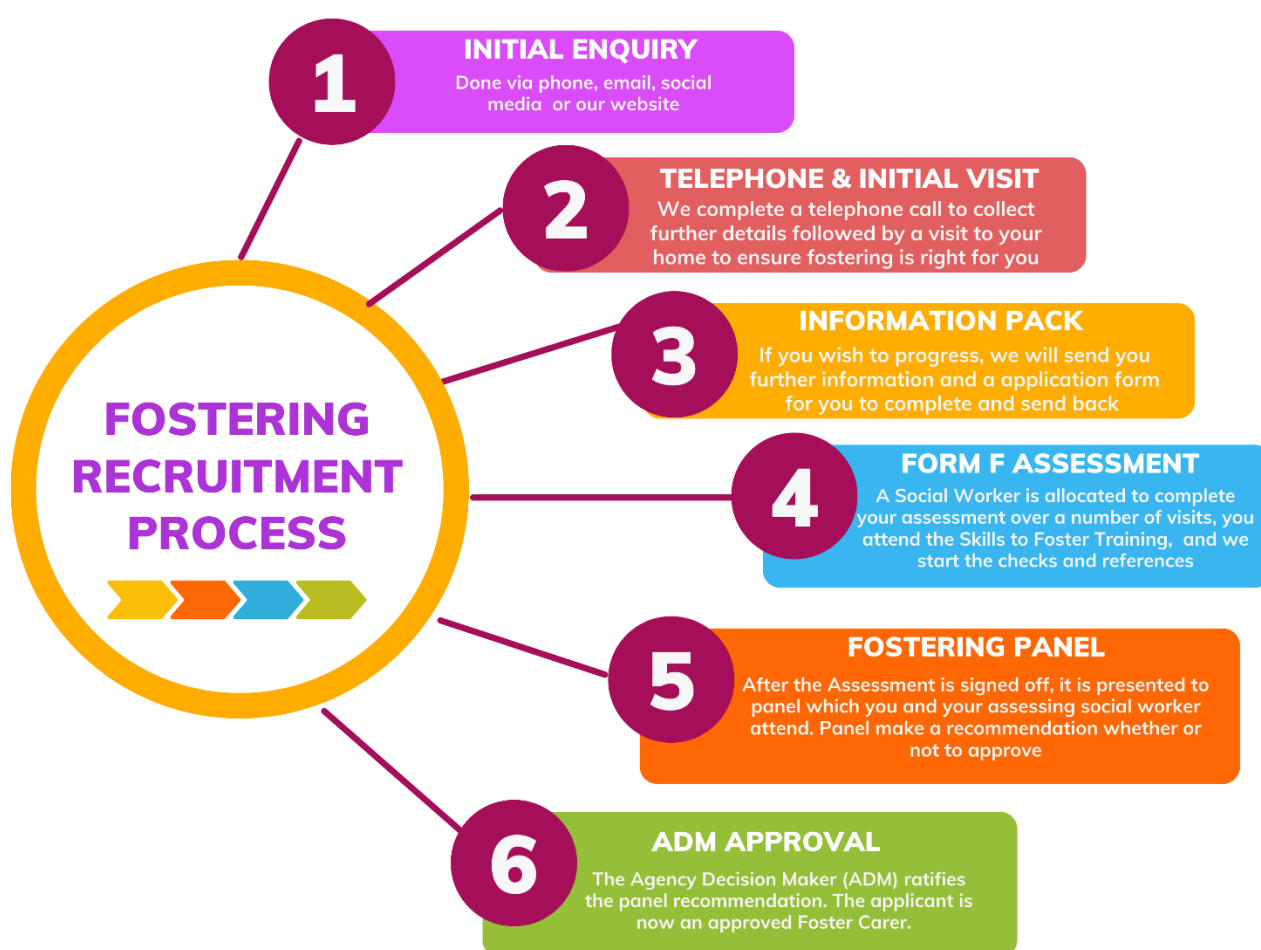 1
INITIAL ENQUIRY
Done via phone, email, social
media or our website
2
TELEPHONE & INITIAL VISIT
We complete a telephone call to collect
further details followed by a visit to your
home to ensure fostering is right for you
3
INFORMATION PACK
If you wish to progress, we will send you
further information and a application form
for you to complete and send back
FOSTERING
RECRUITMENT
PROCESS
4
FORM F ASSESSMENT
A Social Worker is allocated to complete
your assessment over a number of visits, you
attend the Skills to Foster Training, and we
start the checks and references
5
FOSTERING PANEL
After the Assessment is signed off, it is presented to
panel which you and your assessing social worker
attend. Panel make a recommendation whether or
not to approve
6
ADM APPROVAL
The Agency Decision Maker (ADM) ratifies
the panel recommendation. The applicant is
now an approved Foster Carer.